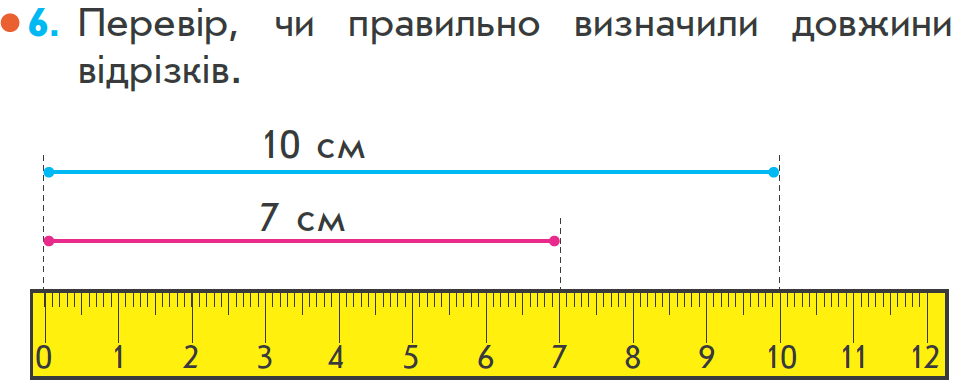 6. Перевір, чи правильно визначили довжини
відрізків.
10 см
7 см
0 1 2 3 4 5 6 7 8 9 10 11 12